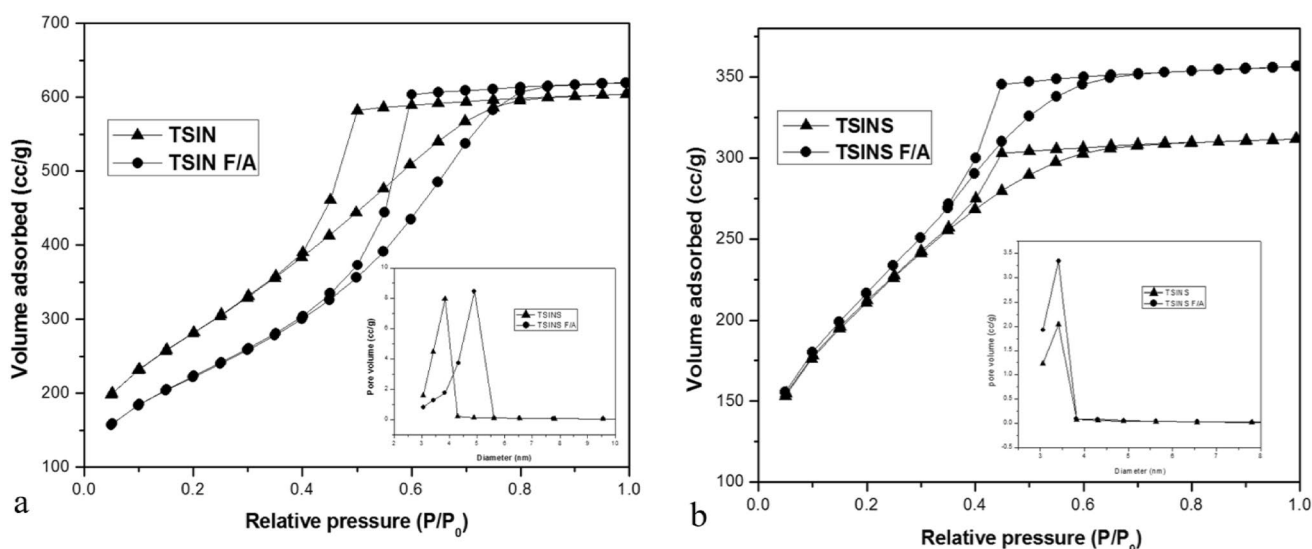 700
600
500
400
300
200
100
0.0 0.2 0.4 0.6 0.8 1.0
Volume adsorbed (cc/g)
Relative pressure (P/P0)
TSIN
TSIN F/A
10
8
6
4
2
0
2 3 4 5 6 7 8 9 10
Pore volume (cc/g)
Diameter (nm)
TSINS
TSINS F/A
a
350
300
250
200
150
100
0.0 0.2 0.4 0.6 0.8 1.0
Volume adsorbed (cc/g)
Relative pressure (P/P0)
TSINS
TSINS F/A
3.5
3.0
2.5
2.0
1.5
1.0
0.5
0.0
-0.5
3 4 5 6 7 8
pore volume (cc/g)
Diameter (nm)
TSINS
TSINS F/A
b